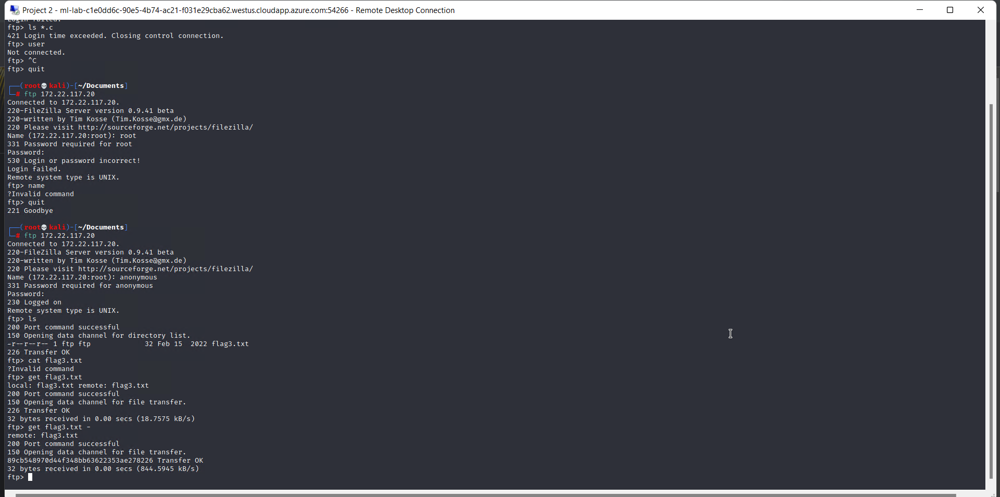 Project 2 - ml-lab-c1e0dd6c-90e5-4b74-ac21-f031e29cba62.westus.cloudapp.azure.com:54266 - Remote Desktop Connection
Login failed.
ftp> ls *.c
421 Login time exceeded. Closing control connection.
ftp> user
Not connected.
ftp> ^C
ftp> quit
(root💀kali)-[~/Documents]
# ftp 172.22.117.20
Connected to 172.22.117.20.
220-FileZilla Server version 0.9.41 beta
220-written by Tim Kosse (Tim.Kosse@gmx.de)
220 Please visit http://sourceforge.net/projects/filezilla/
Name (172.22.117.20:root): root
331 Password required for root
Password:
530 Login or password incorrect!
Login failed.
Remote system type is UNIX.
ftp> name
?Invalid command
ftp> quit
221 Goodbye
(root💀kali)-[~/Documents]
# ftp 172.22.117.20
Connected to 172.22.117.20.
220-FileZilla Server version 0.9.41 beta
220-written by Tim Kosse (Tim.Kosse@gmx.de)
220 Please visit http://sourceforge.net/projects/filezilla/
Name (172.22.117.20:root): anonymous
331 Password required for anonymous
Password:
230 Logged on
Remote system type is UNIX.
ftp> ls
200 Port command successful
150 Opening data channel for directory list.
-r--r--r-- 1 ftp ftp             32 Feb 15  2022 flag3.txt
226 Transfer OK
ftp> cat flag3.txt
?Invalid command
ftp> get flag3.txt
local: flag3.txt remote: flag3.txt
200 Port command successful
150 Opening data channel for file transfer.
226 Transfer OK
32 bytes received in 0.00 secs (18.7575 kB/s)
ftp> get flag3.txt -
remote: flag3.txt
200 Port command successful
150 Opening data channel for file transfer.
89cb548970d44f348bb63622353ae278226 Transfer OK
32 bytes received in 0.00 secs (844.5945 kB/s)
ftp>